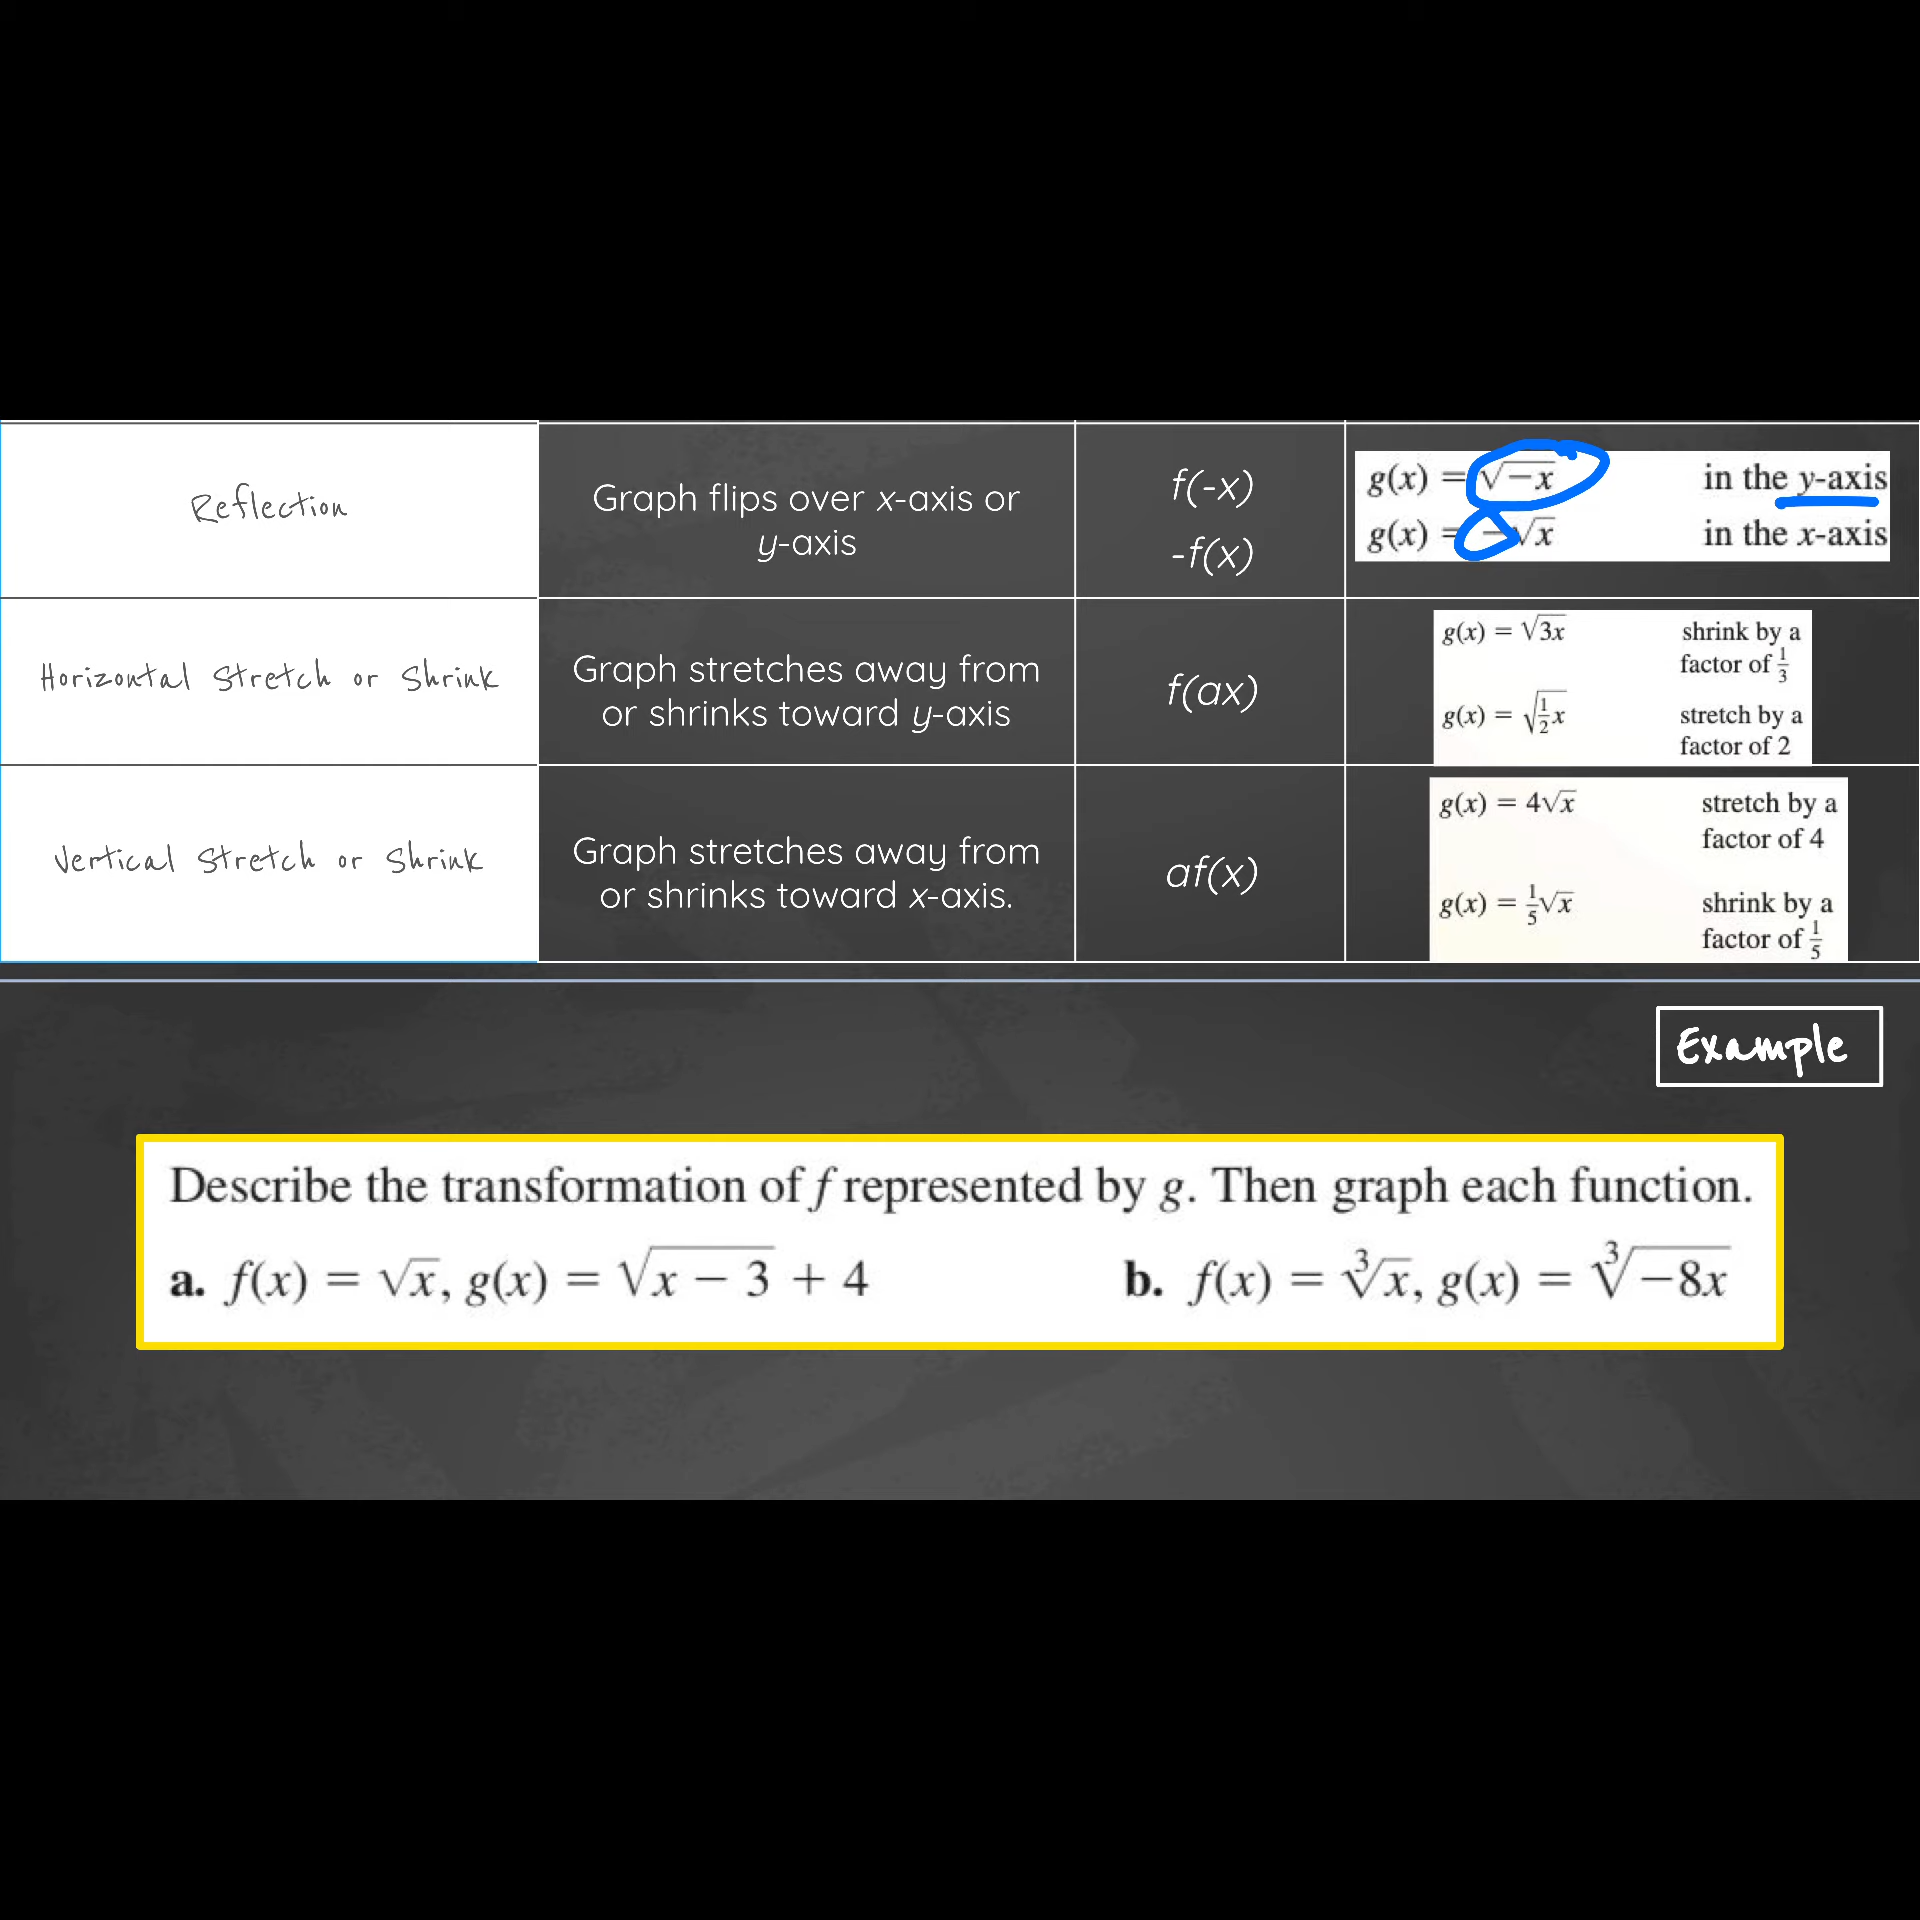 Reflection
Graph flips over x-axis or
y-axis
f(-x)
-f(x)
g(x) = √−x in the y-axis
g(x) = −√x in the x-axis
Horizontal Stretch or Shrink
Graph stretches away from
or shrinks toward y-axis
f(ax)
g(x) = √3x shrink by a
factor of 1/3
g(x) = √1/2x stretch by a
factor of 2
Vertical Stretch or Shrink
Graph stretches away from
or shrinks toward x-axis.
af(x)
g(x) = 4√x stretch by a
factor of 4
g(x) = 1/5√x shrink by a
factor of 1/5
Example
Describe the transformation of f represented by g. Then graph each function.
a. f(x) = √x, g(x) = √x − 3 + 4 b. f(x) = ∛x, g(x) = ∛−8x